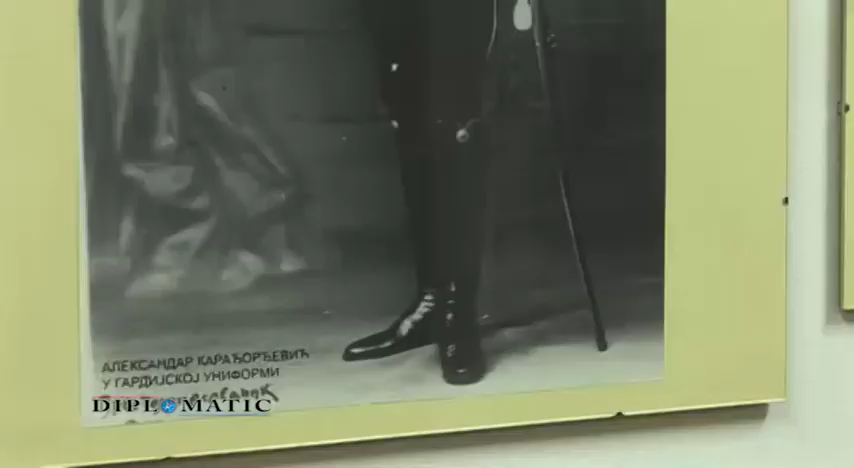 АЛЕКСАНДАР КАРАЂОРЂЕВИЋ
У ГАРДИЈСКОЈ УНИФОРМИ
DIPLOMATIC